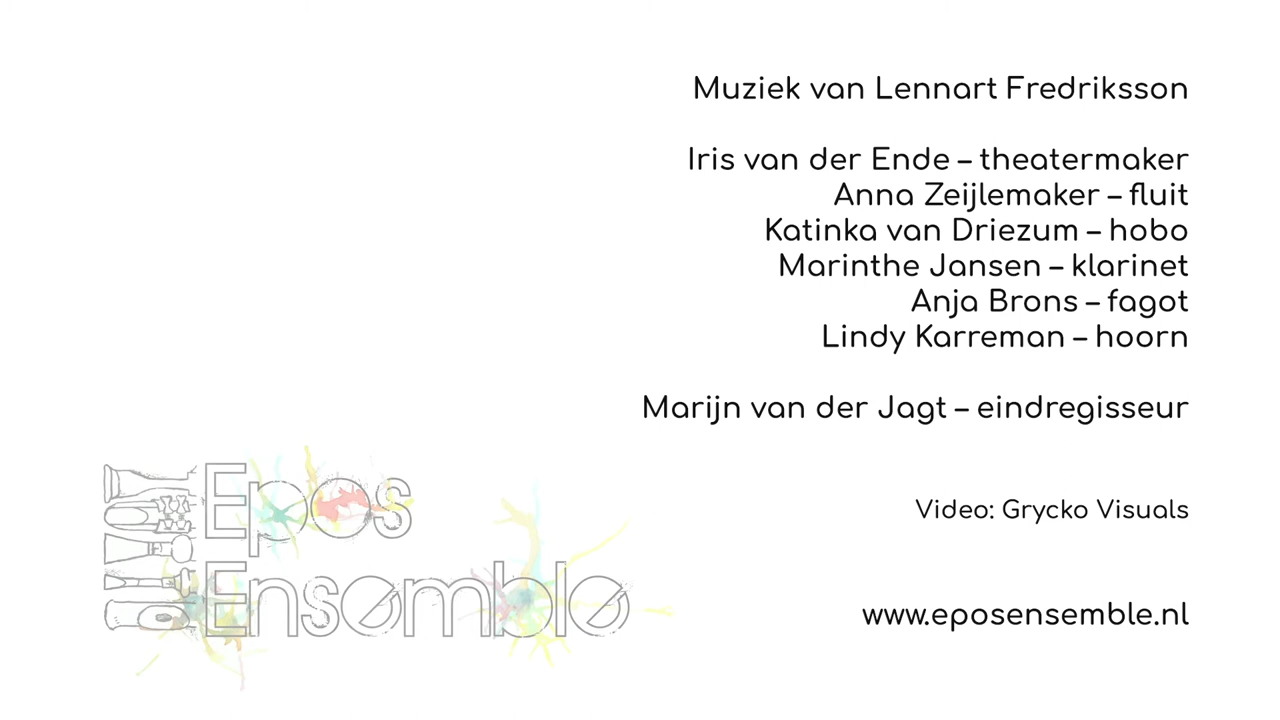 Muziek van Lennart Fredriksson
Iris van der Ende – theatermaker
Anna Zeijlemaker – fluit
Katinka van Driezum – hobo
Marinthe Jansen – klarinet
Anja Brons – fagot
Lindy Karreman – hoorn
Marijn van der Jagt – eindregisseur
Video: Grycko Visuals
www.eposensemble.nl
Epos
Ensemble